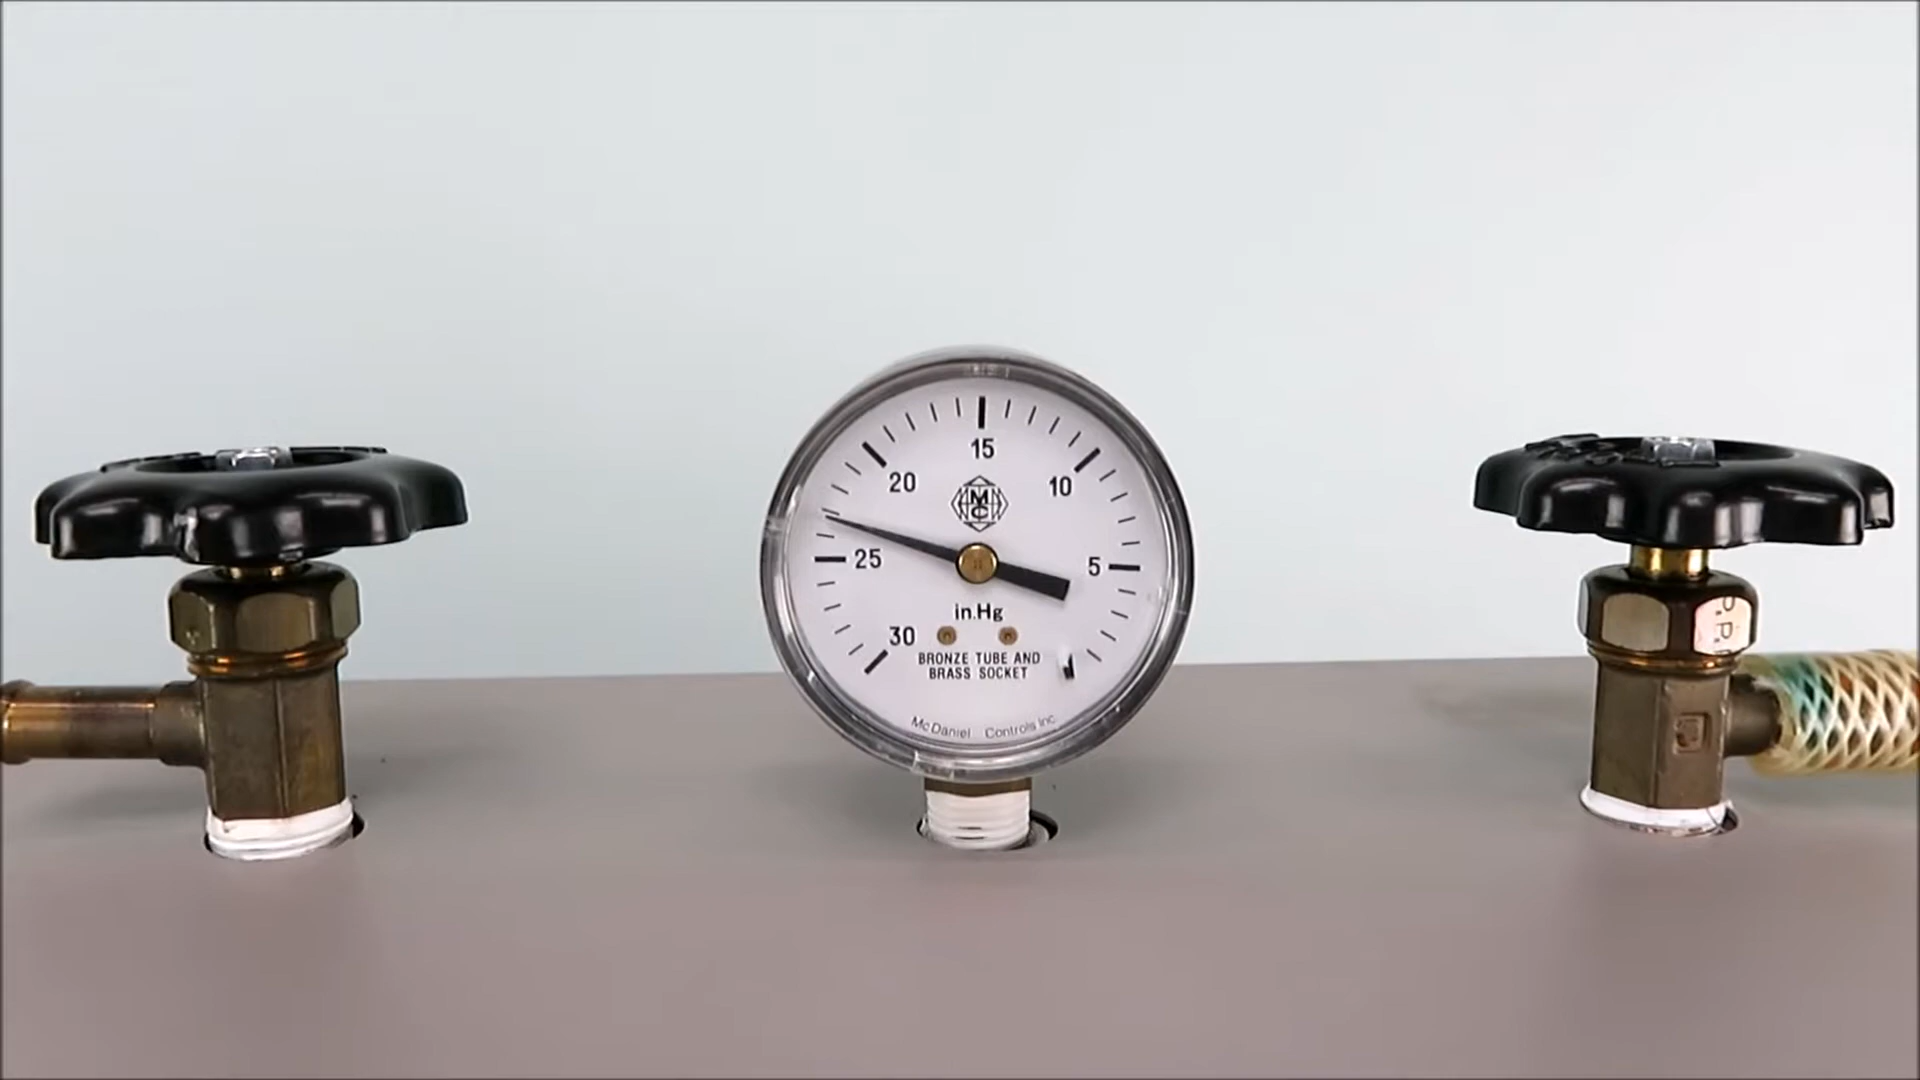 15
20
10
M
C
25
5
in.Hg
30
BRONZE TUBE AND
BRASS SOCKET
McDaniel Controls Inc.
P.P.